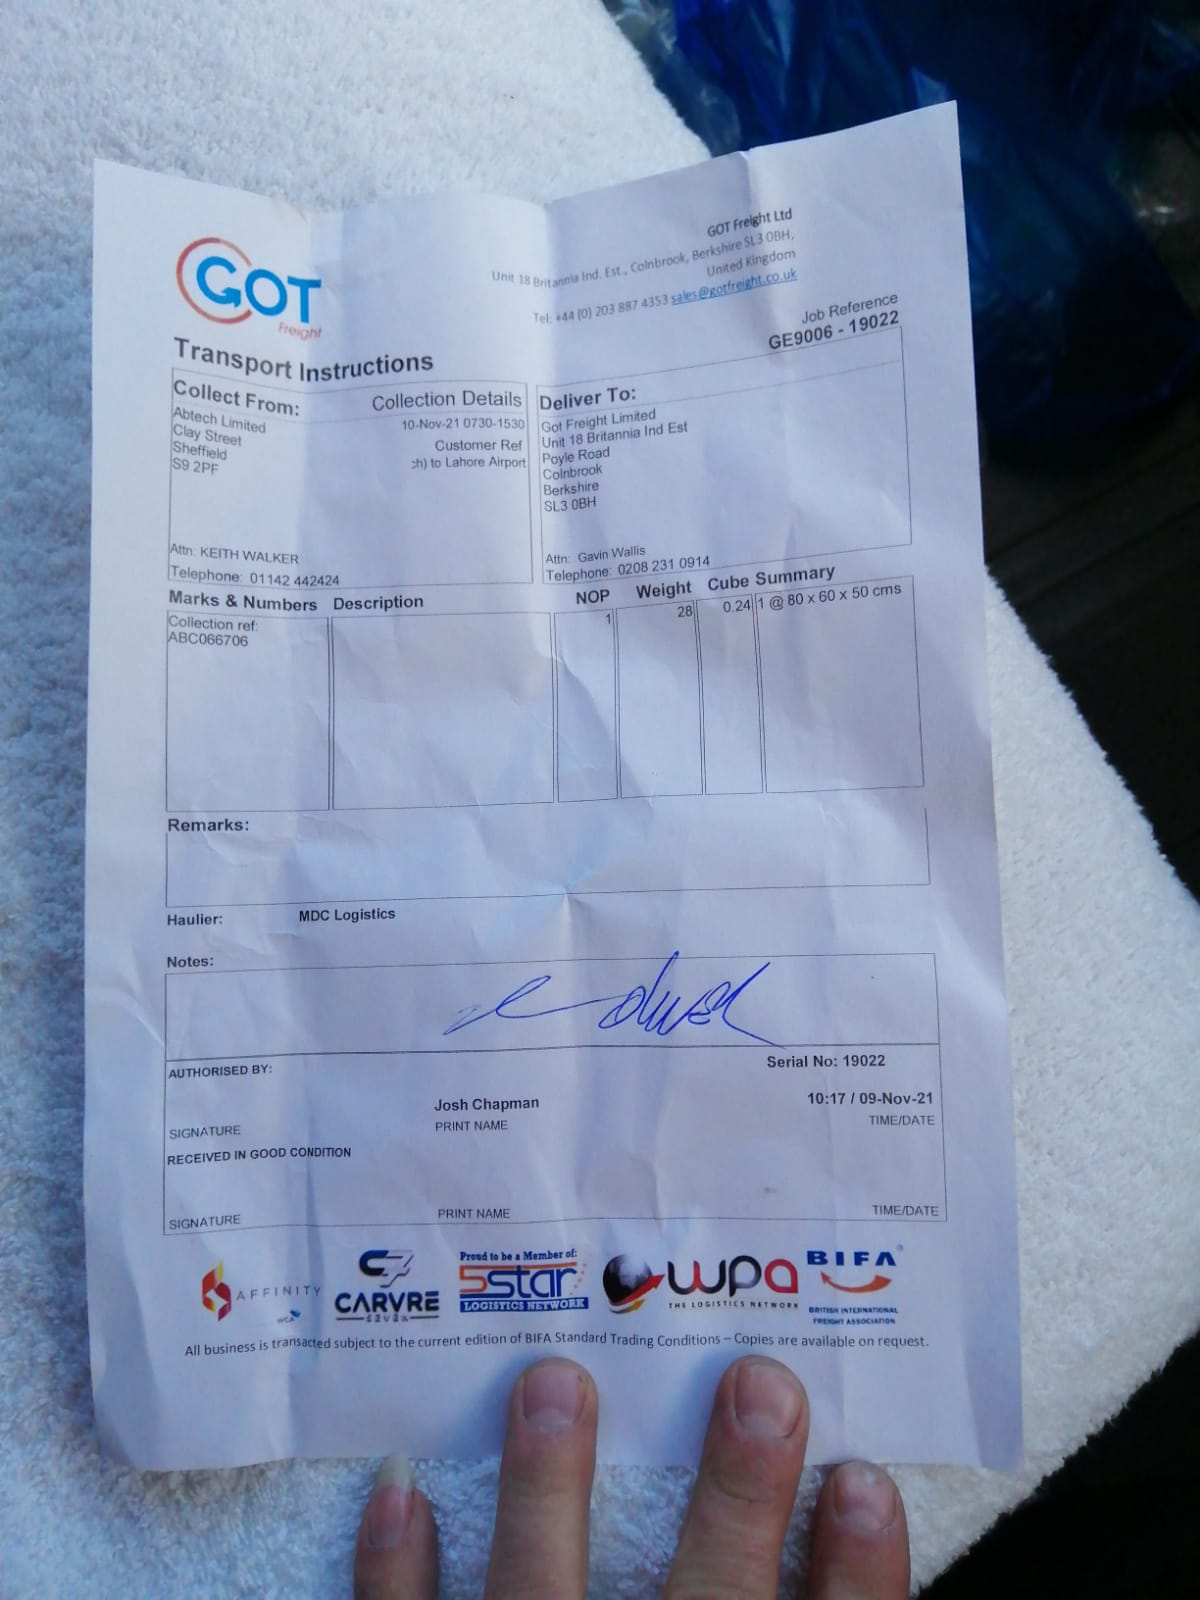 GOT
Freight
GOT Freight Ltd
Unit 18 Britannia Ind. Est., Colnbrook, Berkshire SL3 0BH,
United Kingdom
Tel: +44 (0) 203 887 4353 sales@gotfreight.co.uk
Job Reference
GE9006 - 19022
Transport Instructions
Collect From:
Abtech Limited
Clay Street
Sheffield
S9 2PF
Attn: KEITH WALKER
Telephone: 01142 442424
Collection Details
10-Nov-21 0730-1530
Customer Ref
:h) to Lahore Airport
Deliver To:
Got Freight Limited
Unit 18 Britannia Ind Est
Poyle Road
Colnbrook
Berkshire
SL3 0BH
Attn: Gavin Wallis
Telephone: 0208 231 0914
Marks & Numbers Description NOP Weight Cube Summary
Collection ref: 1 28 0.24 1 @ 80 x 60 x 50 cms
ABC066706
Remarks:
Haulier: MDC Logistics
Notes:
AUTHORISED BY: Serial No: 19022
Josh Chapman 10:17 / 09-Nov-21
SIGNATURE PRINT NAME TIME/DATE
RECEIVED IN GOOD CONDITION
SIGNATURE PRINT NAME TIME/DATE
AFFINITY
WCA
C7
CARVRE
SEVEN
Proud to be a Member of:
5star
LOGISTICS NETWORK
wpa
THE LOGISTICS NETWORK
BIFA®
BRITISH INTERNATIONAL
FREIGHT ASSOCIATION
All business is transacted subject to the current edition of BIFA Standard Trading Conditions – Copies are available on request.